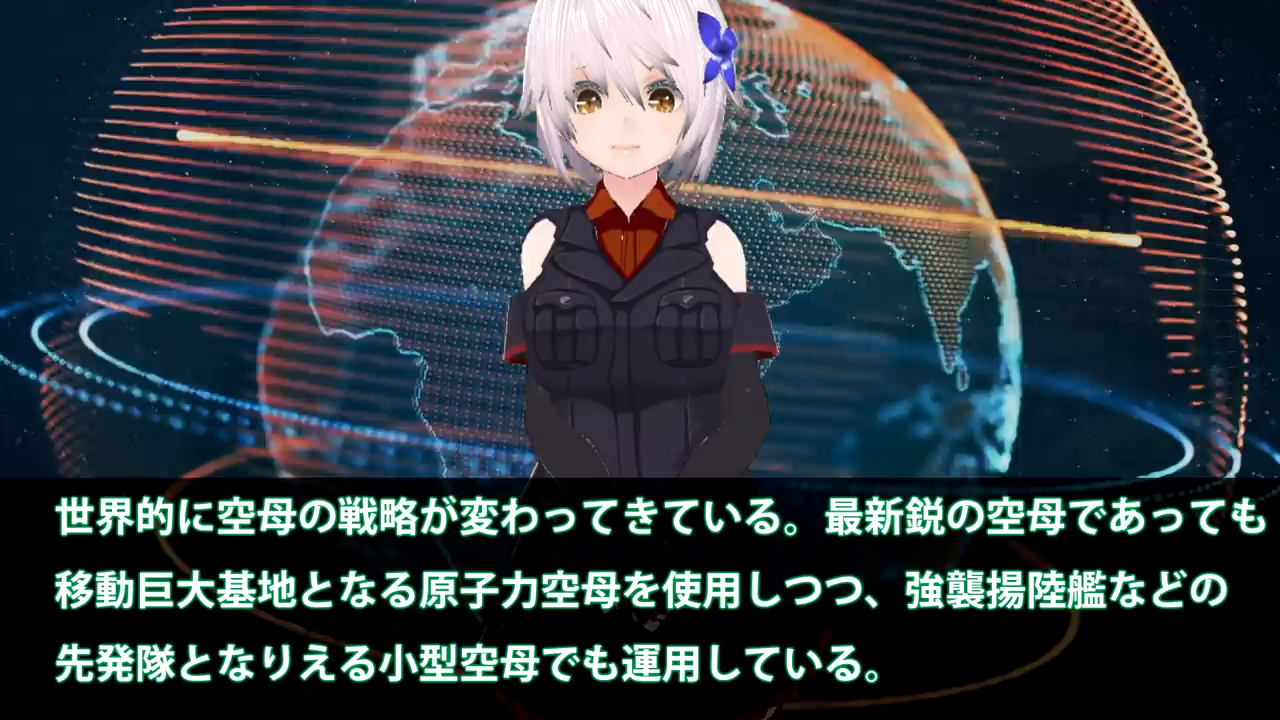 世界的に空母の戦略が変わってきている。最新鋭の空母であっても
移動巨大基地となる原子力空母を使用しつつ、強襲揚陸艦などの
先発隊となりえる小型空母でも運用している。